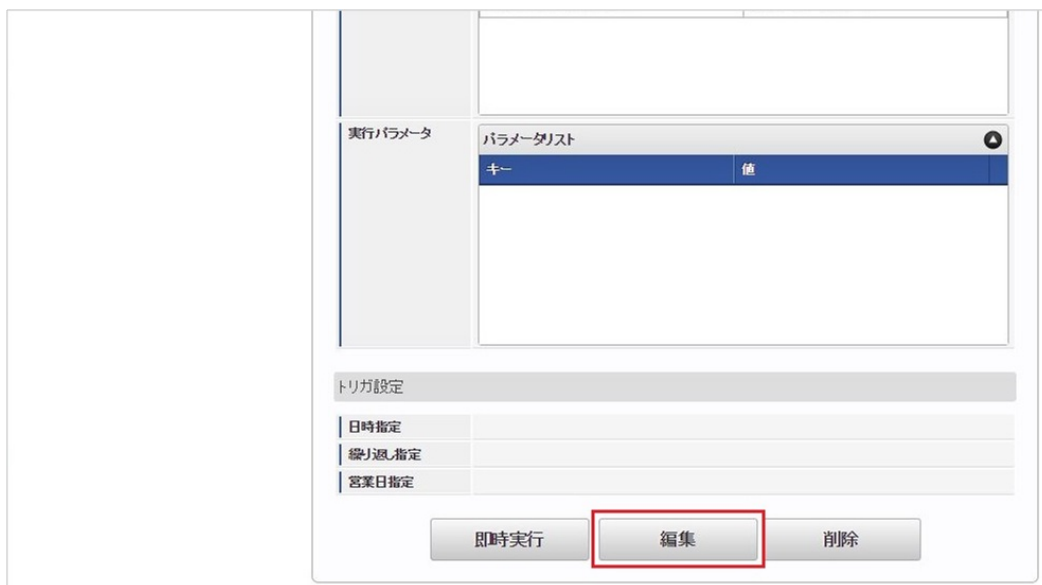 実行パラメータ
パラメータリスト
キー 値
トリガ設定
日時指定
繰り返し指定
営業日指定
即時実行 編集 削除